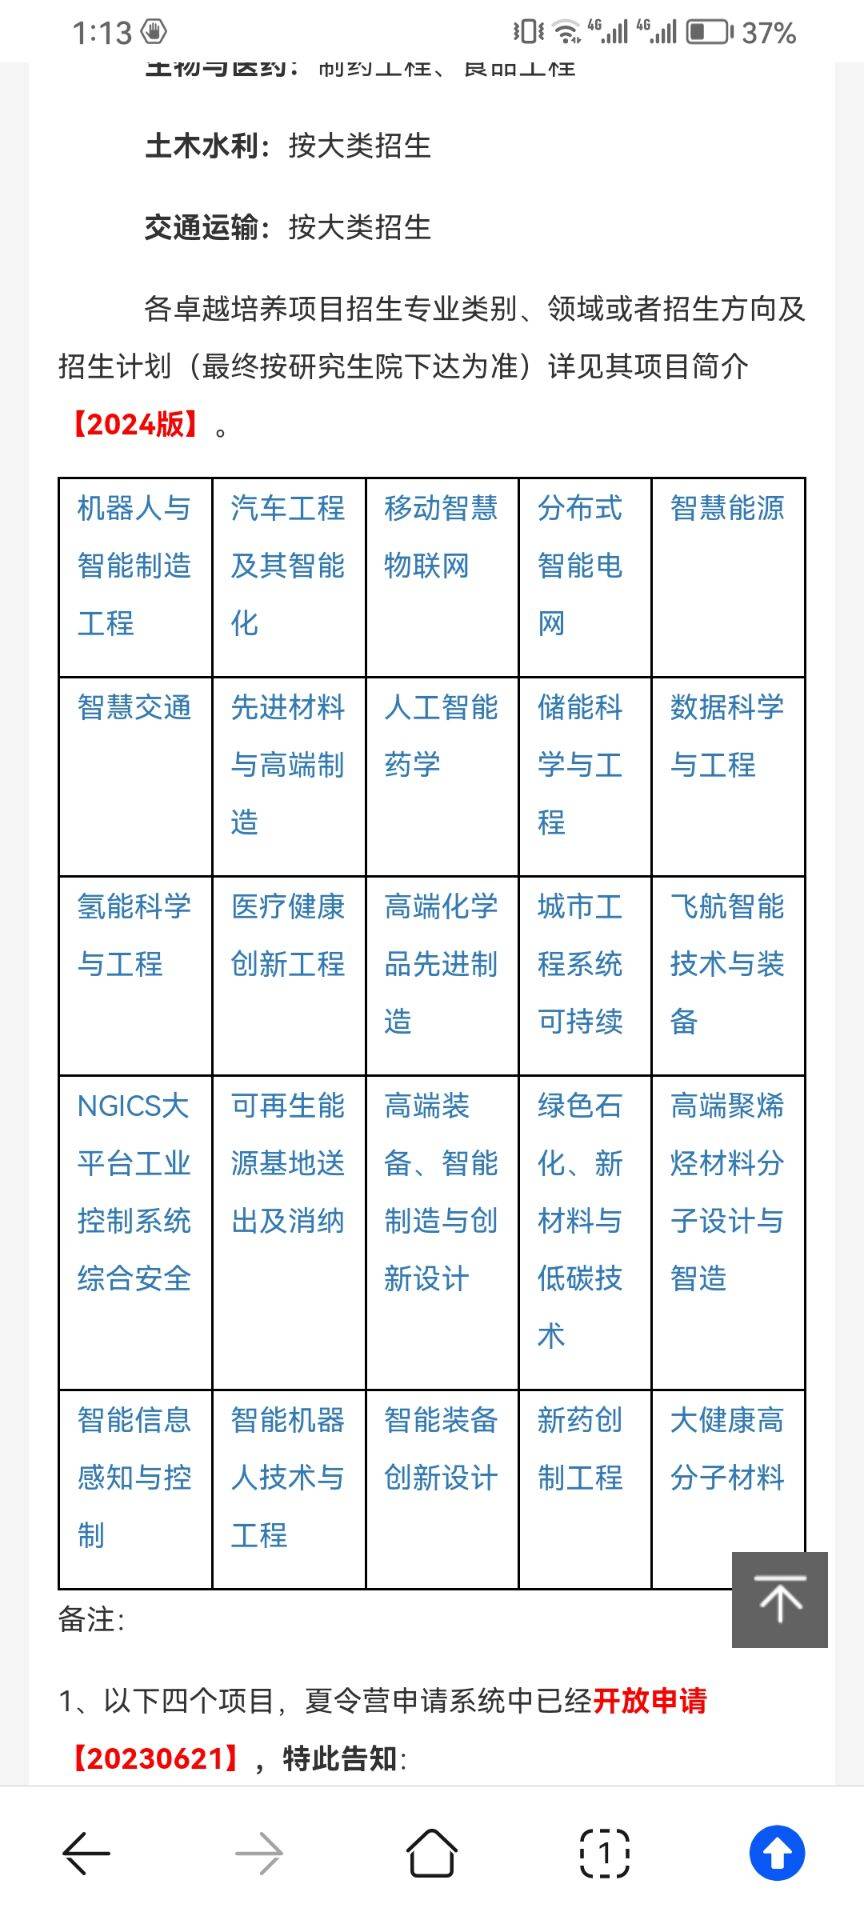 1:13
4G 4G 37%
生物与医药：制药工程、食品工程
土木水利：按大类招生
交通运输：按大类招生
各卓越培养项目招生专业类别、领域或者招生方向及
招生计划（最终按研究生院下达为准）详见其项目简介
【2024版】。
机器人与
智能制造
工程
汽车工程
及其智能
化
移动智慧
物联网
分布式
智能电
网
智慧能源
智慧交通
先进材料
与高端制
造
人工智能
药学
储能科
学与工
程
数据科学
与工程
氢能科学
与工程
医疗健康
创新工程
高端化学
品先进制
造
城市工
程系统
可持续
飞航智能
技术与装
备
NGICS大
平台工业
控制系统
综合安全
可再生能
源基地送
出及消纳
高端装
备、智能
制造与创
新设计
绿色石
化、新
材料与
低碳技
术
高端聚烯
烃材料分
子设计与
智造
智能信息
感知与控
制
智能机器
人技术与
工程
智能装备
创新设计
新药创
制工程
大健康高
分子材料
备注:
1、以下四个项目，夏令营申请系统中已经开放申请
【20230621】，特此告知:
1